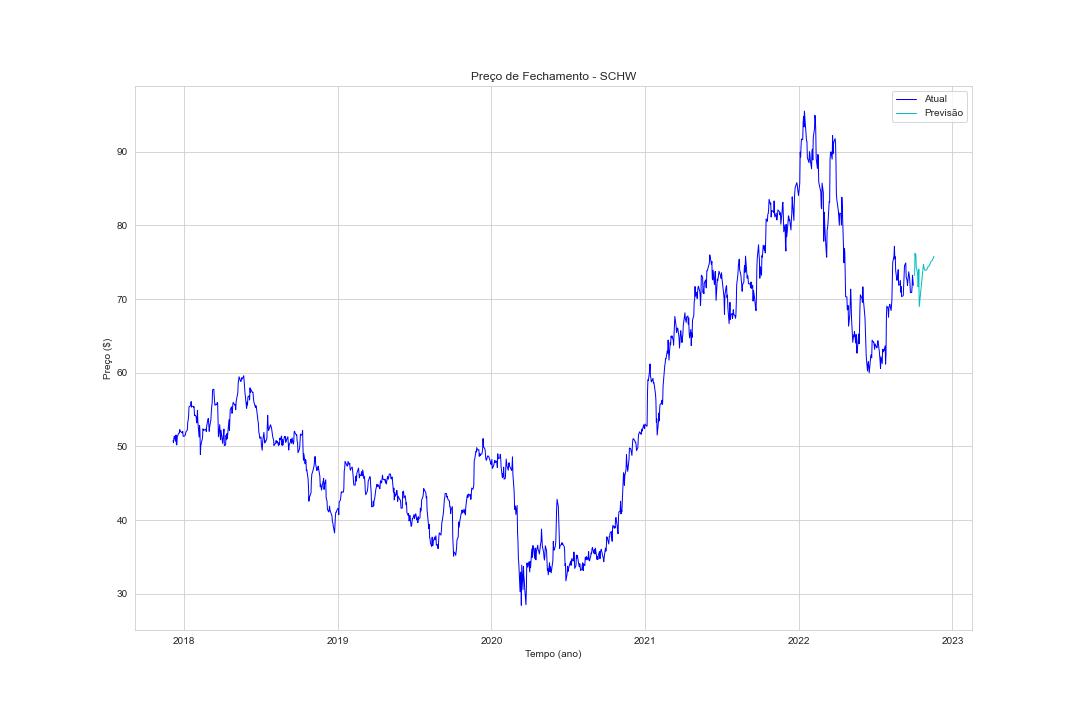 Preço de Fechamento - SCHW
Atual
Previsão
90
80
70
60
50
40
30
Preço ($)
2018
2019
2020
2021
2022
2023
Tempo (ano)